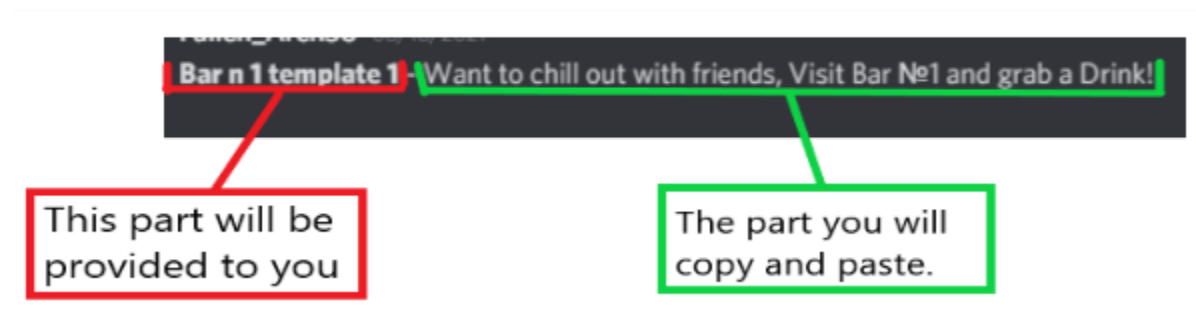 Bar n 1 template 1 - Want to chill out with friends, Visit Bar №1 and grab a Drink!
This part will be
provided to you
The part you will
copy and paste.